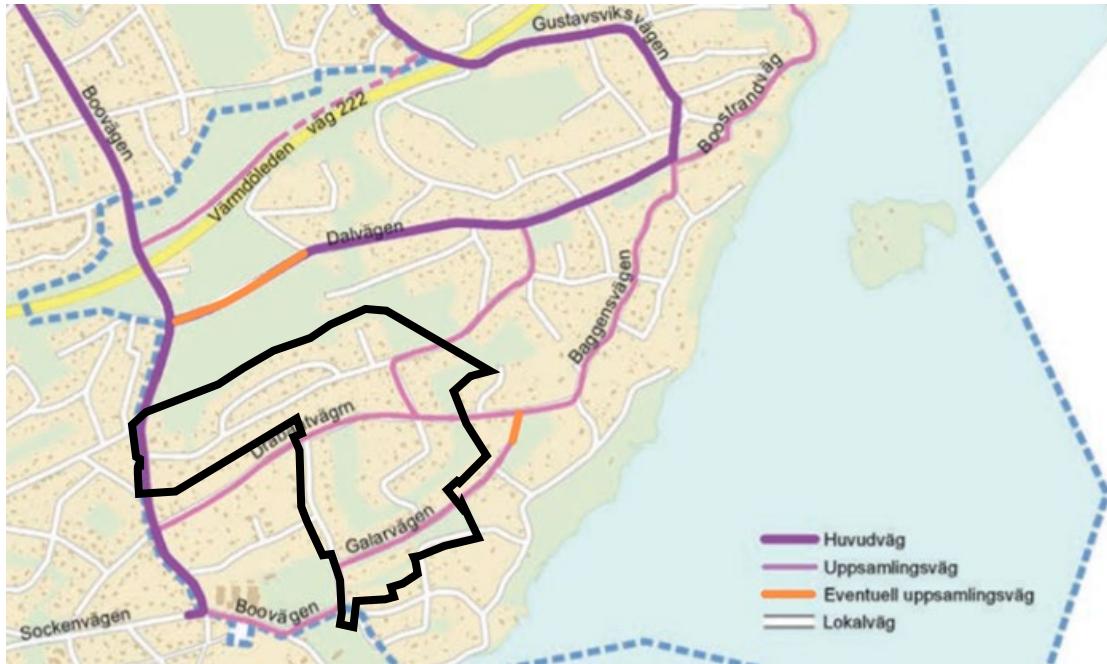 Gustavsviksvägen
Boovägen
väg 222
Boostrandväg
Värmdöleden
Dalvägen
Baggensvägen
Galarvägen
Huvudväg
Uppsamlingsväg
Eventuell uppsamlingsväg
Lokalväg
Boovägen
Sockenvägen